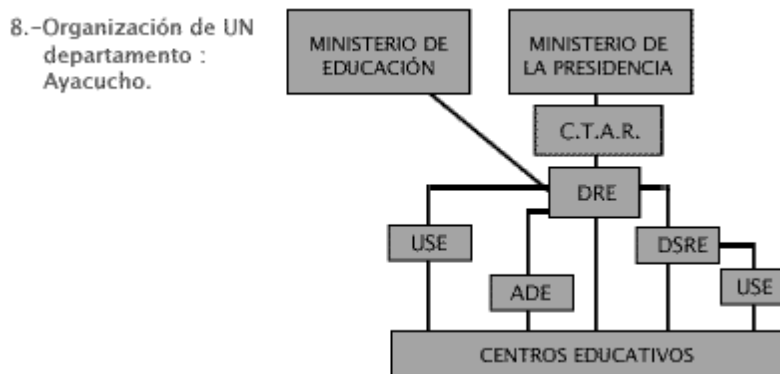 8.-Organización de UN
departamento :
Ayacucho.
MINISTERIO DE
EDUCACIÓN
MINISTERIO DE
LA PRESIDENCIA
C.T.A.R.
DRE
USE
DSRE
ADE
USE
CENTROS EDUCATIVOS